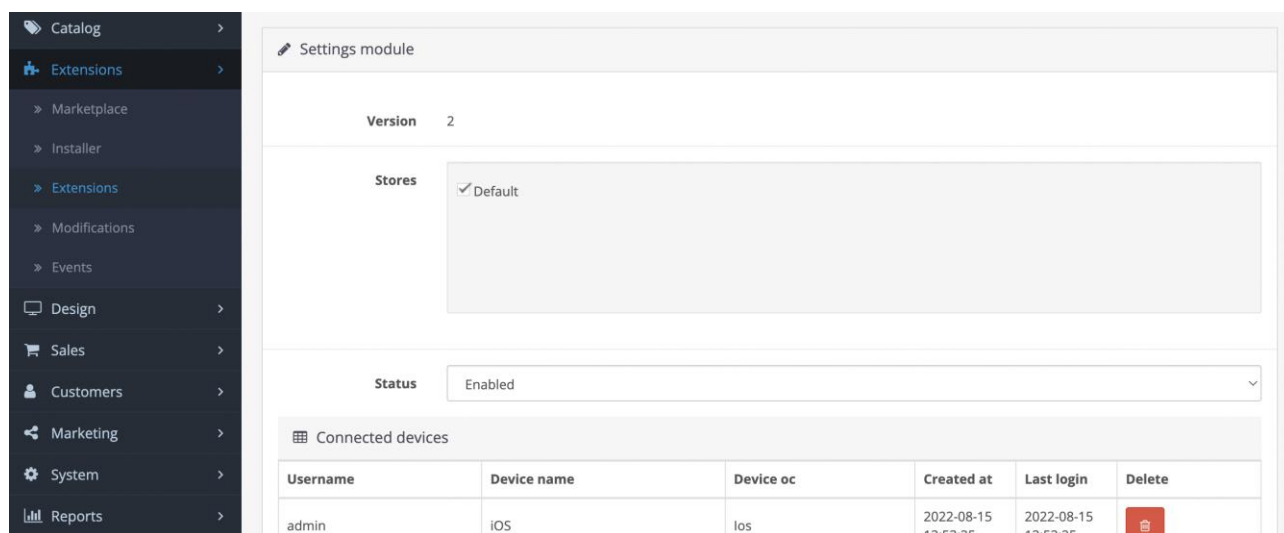 Catalog
Extensions
Marketplace
Installer
Extensions
Modifications
Events
Design
Sales
Customers
Marketing
System
Reports
Settings module
Version 2
Stores
Default
Status Enabled
Connected devices
Username Device name Device oc Created at Last login Delete
admin iOS Ios 2022-08-15 2022-08-15